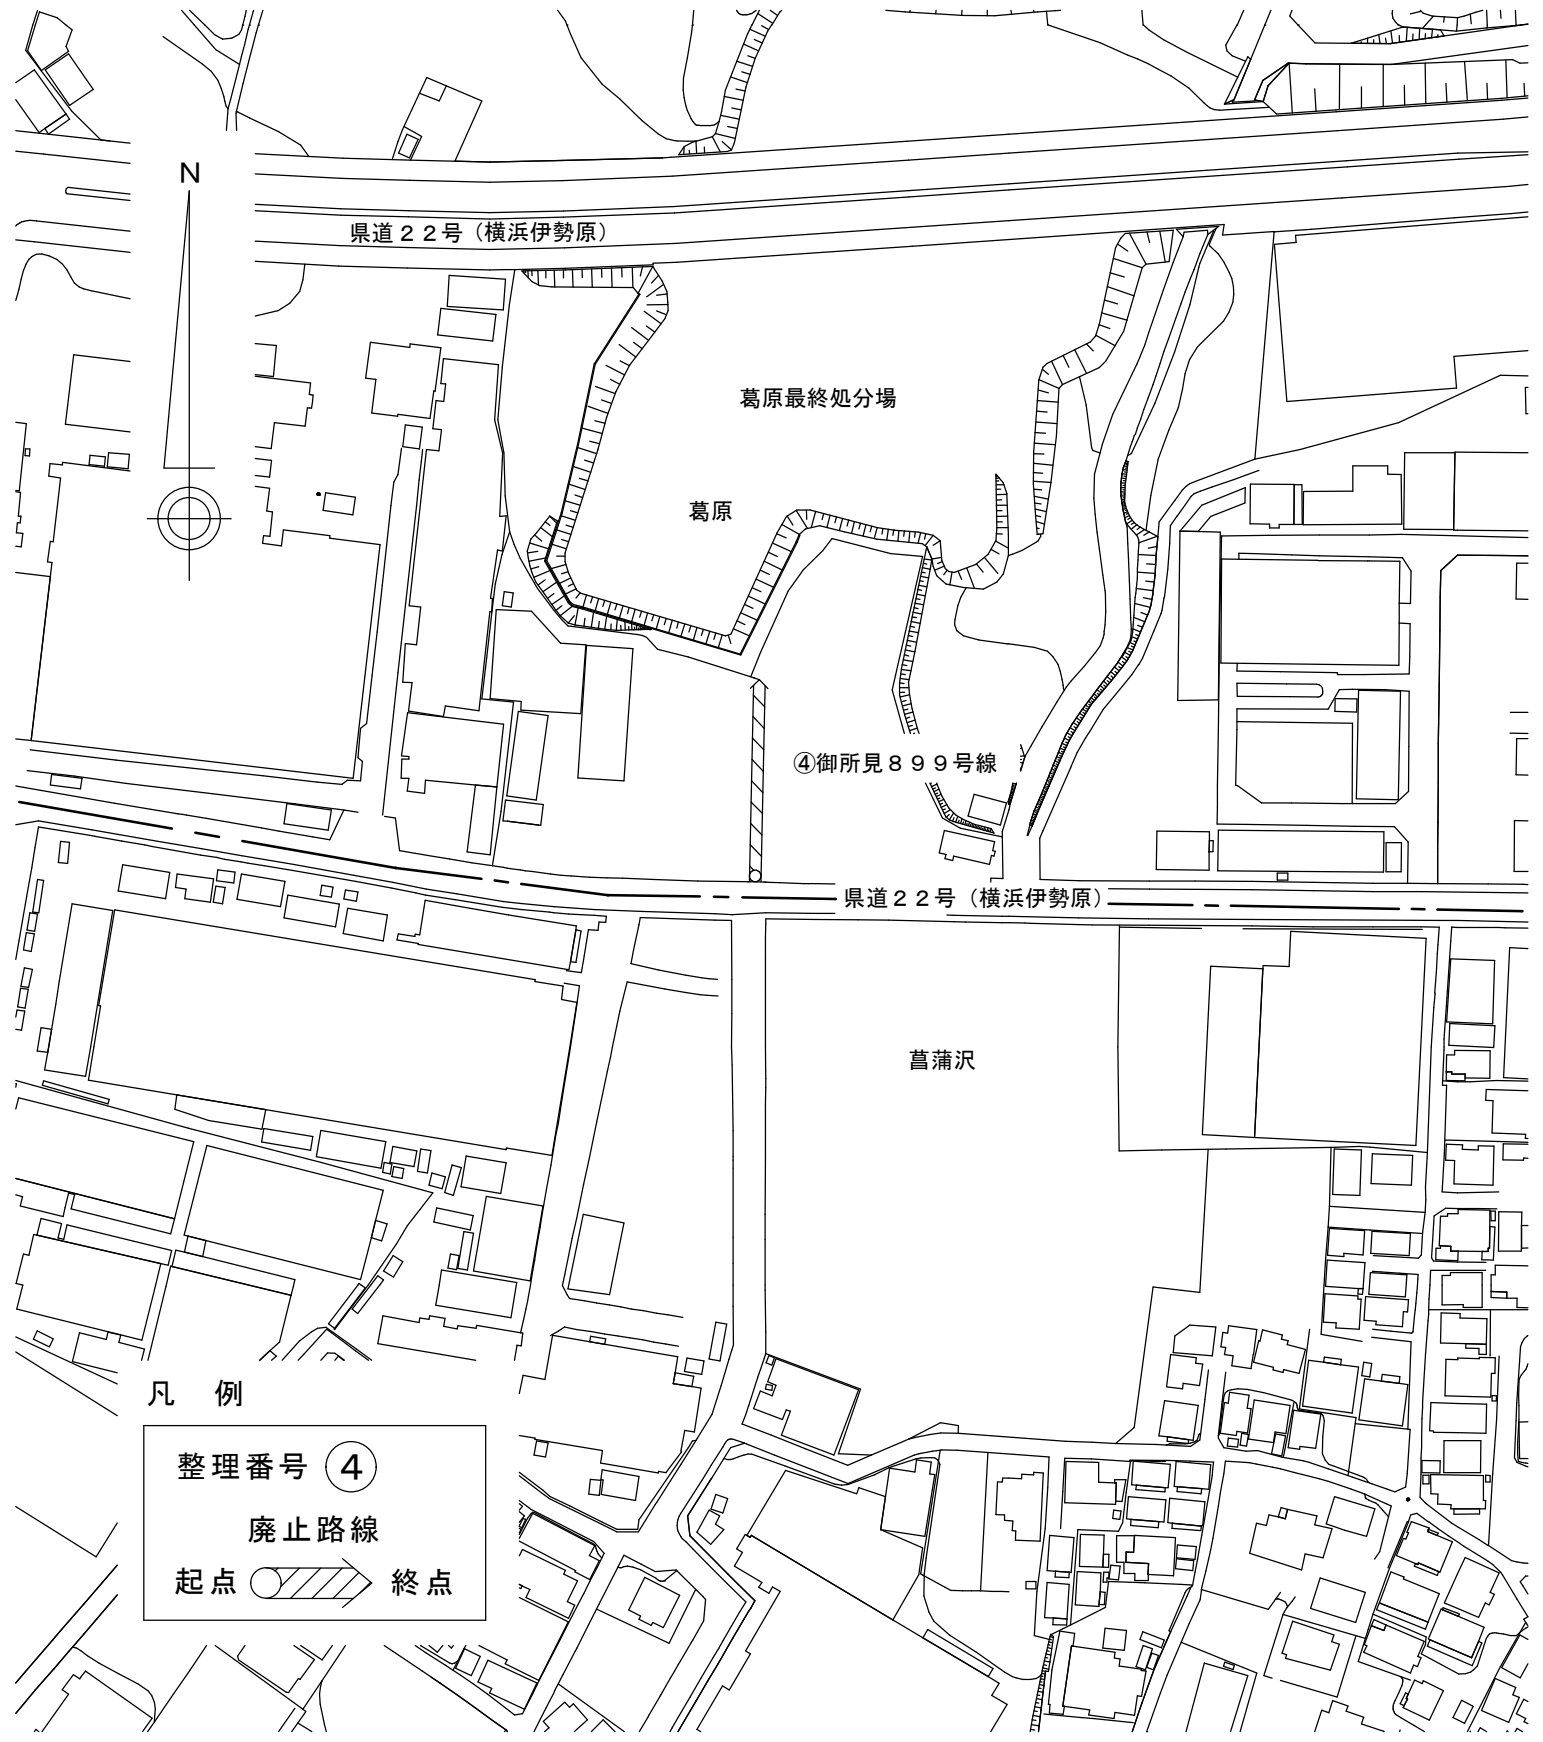 N
県道２２号（横浜伊勢原）
葛原最終処分場
葛原
④御所見８９９号線
県道２２号（横浜伊勢原）
菖蒲沢
凡　例
整理番号 ④
廃止路線
起点 終点